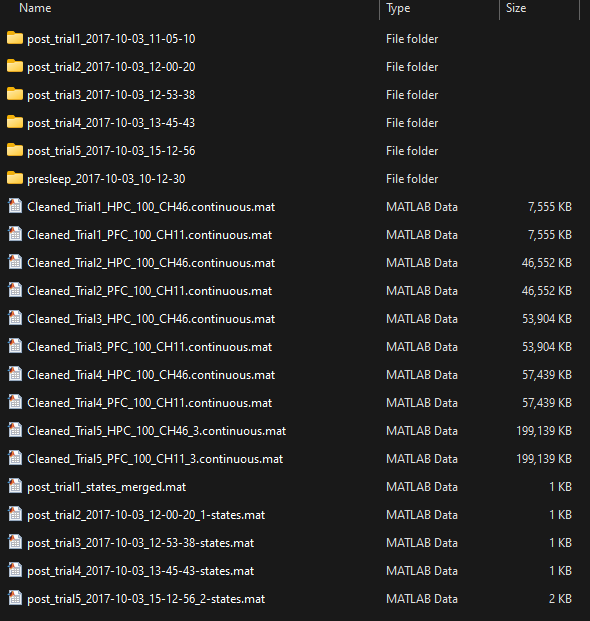 Name Type Size
post_trial1_2017-10-03_11-05-10 File folder
post_trial2_2017-10-03_12-00-20 File folder
post_trial3_2017-10-03_12-53-38 File folder
post_trial4_2017-10-03_13-45-43 File folder
post_trial5_2017-10-03_15-12-56 File folder
presleep_2017-10-03_10-12-30 File folder
Cleaned_Trial1_HPC_100_CH46.continuous.mat MATLAB Data 7,555 KB
Cleaned_Trial1_PFC_100_CH11.continuous.mat MATLAB Data 7,555 KB
Cleaned_Trial2_HPC_100_CH46.continuous.mat MATLAB Data 46,552 KB
Cleaned_Trial2_PFC_100_CH11.continuous.mat MATLAB Data 46,552 KB
Cleaned_Trial3_HPC_100_CH46.continuous.mat MATLAB Data 53,904 KB
Cleaned_Trial3_PFC_100_CH11.continuous.mat MATLAB Data 53,904 KB
Cleaned_Trial4_HPC_100_CH46.continuous.mat MATLAB Data 57,439 KB
Cleaned_Trial4_PFC_100_CH11.continuous.mat MATLAB Data 57,439 KB
Cleaned_Trial5_HPC_100_CH46_3.continuous.mat MATLAB Data 199,139 KB
Cleaned_Trial5_PFC_100_CH11_3.continuous.mat MATLAB Data 199,139 KB
post_trial1_states_merged.mat MATLAB Data 1 KB
post_trial2_2017-10-03_12-00-20_1-states.mat MATLAB Data 1 KB
post_trial3_2017-10-03_12-53-38-states.mat MATLAB Data 1 KB
post_trial4_2017-10-03_13-45-43-states.mat MATLAB Data 1 KB
post_trial5_2017-10-03_15-12-56_2-states.mat MATLAB Data 2 KB